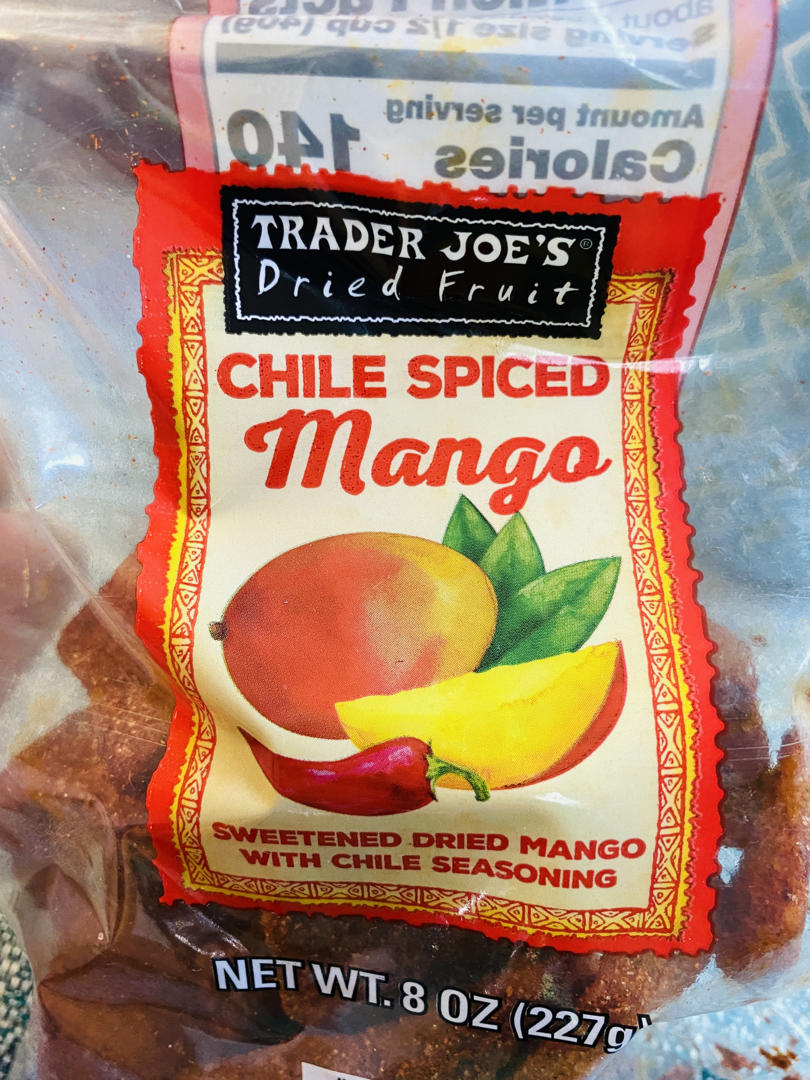 about
Serving size 1/2 cup (40g)
Amount per serving
Calories 140
TRADER JOE'S®
Dried Fruit
CHILE SPICED
Mango
SWEETENED DRIED MANGO
WITH CHILE SEASONING
NET WT. 8 OZ (227g)